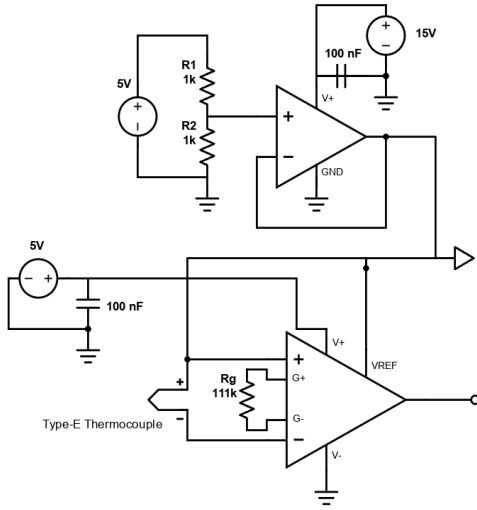 15V
100 nF
R1
1k
5V
+
−
+
−
V+
R2
1k
+
−
GND
5V
− +
100 nF
V+
VREF
+
G+
Rg
111k
G-
−
+
−
Type-E Thermocouple
V-